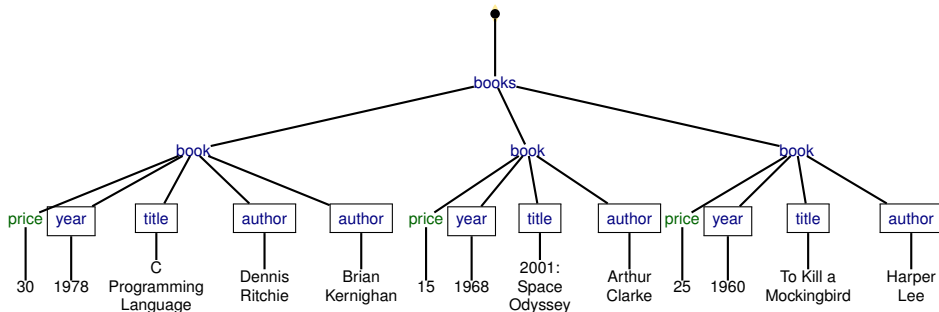 books
book
book
book
price
year
title
author
author
price
year
title
author
price
year
title
author
30
1978
C
Programming
Language
Dennis
Ritchie
Brian
Kernighan
15
1968
2001:
Space
Odyssey
Arthur
Clarke
25
1960
To Kill a
Mockingbird
Harper
Lee